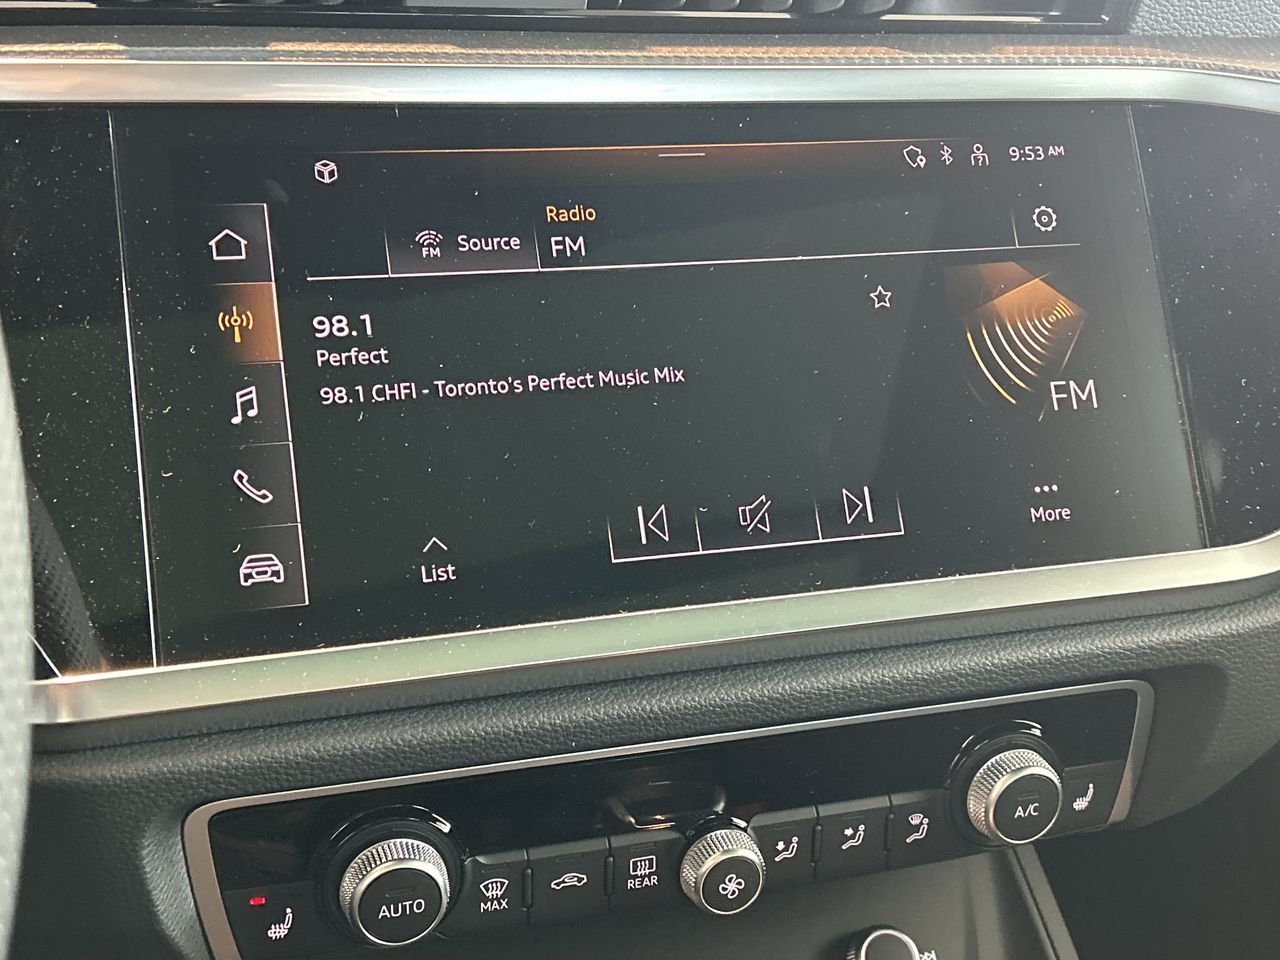 9:53 AM
Radio
FM Source
FM
98.1
Perfect
98.1 CHFI - Toronto's Perfect Music Mix
FM
List
More
A/C
REAR
MAX
AUTO